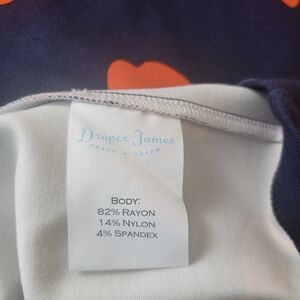 Draper James
GRACE & CHARM
BODY:
82% RAYON
14% NYLON
4% SPANDEX